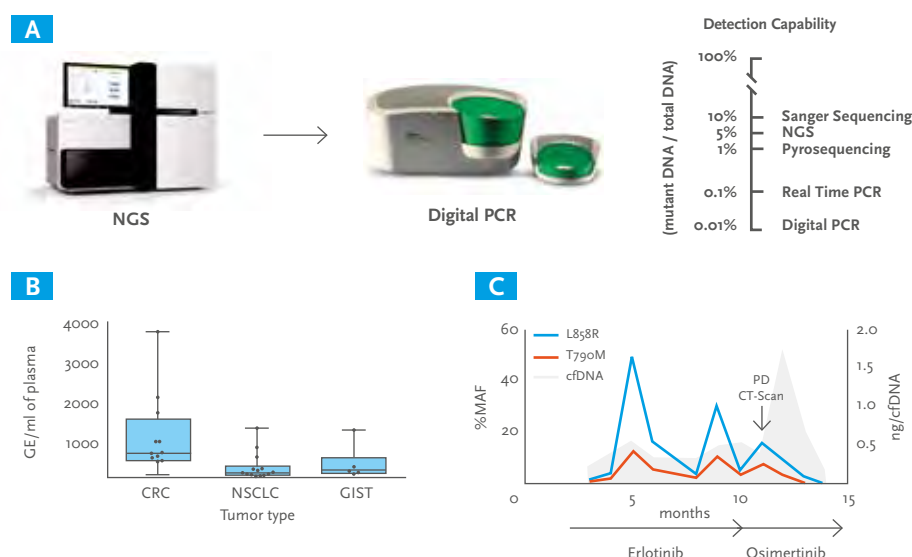 A
NGS
Digital PCR
Detection Capability
(mutant DNA / total DNA)
100%
10% Sanger Sequencing
5% NGS
1% Pyrosequencing
0.1% Real Time PCR
0.01% Digital PCR
B
GE/ml of plasma
4000
3000
2000
1000
CRC NSCLC GIST
Tumor type
C
%MAF
60
40
20
L858R
T790M
cfDNA
PD
CT-Scan
2.0
1.5
1.0
0.5
ng/cfDNA
0 5 10 15
months
Erlotinib Osimertinib